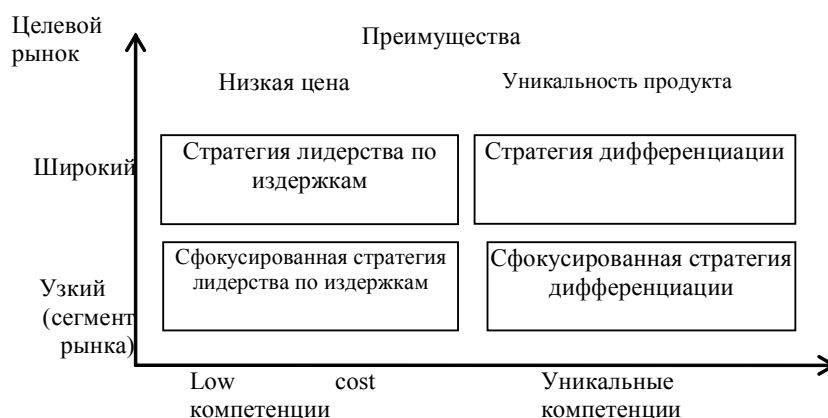 Целевой
рынок
Преимущества
Низкая цена
Уникальность продукта
Широкий
Стратегия лидерства по
издержкам
Стратегия дифференциации
Узкий
(сегмент
рынка)
Сфокусированная стратегия
лидерства по издержкам
Сфокусированная стратегия
дифференциации
Low cost
компетенции
Уникальные
компетенции